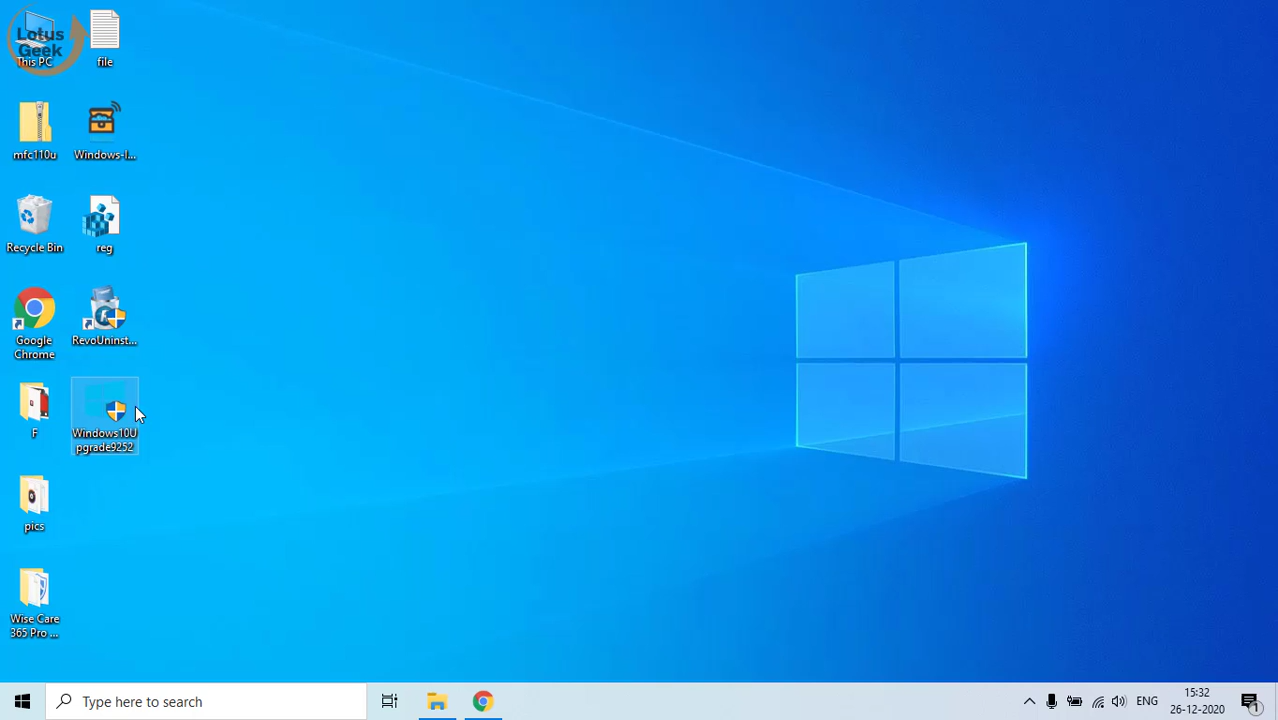 Lotus
Geek
This PC
file
mfc110u
Windows-I...
Recycle Bin
reg
Google
Chrome
RevoUninst...
F
Windows10U
pgrade9252
pics
Wise Care
365 Pro ...
Type here to search
ENG
15:32
26-12-2020
1